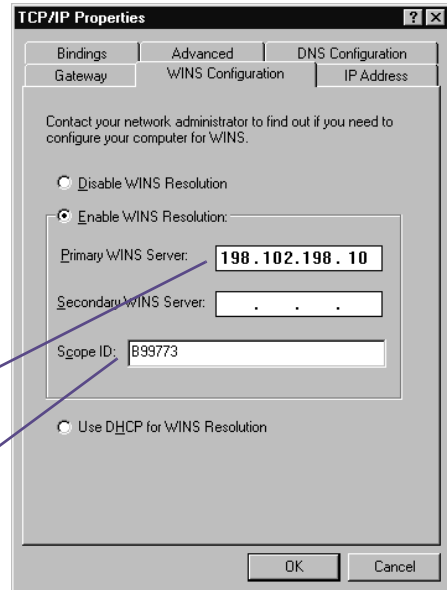 TCP/IP Properties
Bindings Advanced DNS Configuration
Gateway WINS Configuration IP Address
Contact your network administrator to find out if you need to
configure your computer for WINS.
Disable WINS Resolution
Enable WINS Resolution:
Primary WINS Server: 198.102.198. 10
Secondary WINS Server: . . .
Scope ID: B99773
Use DHCP for WINS Resolution
OK Cancel